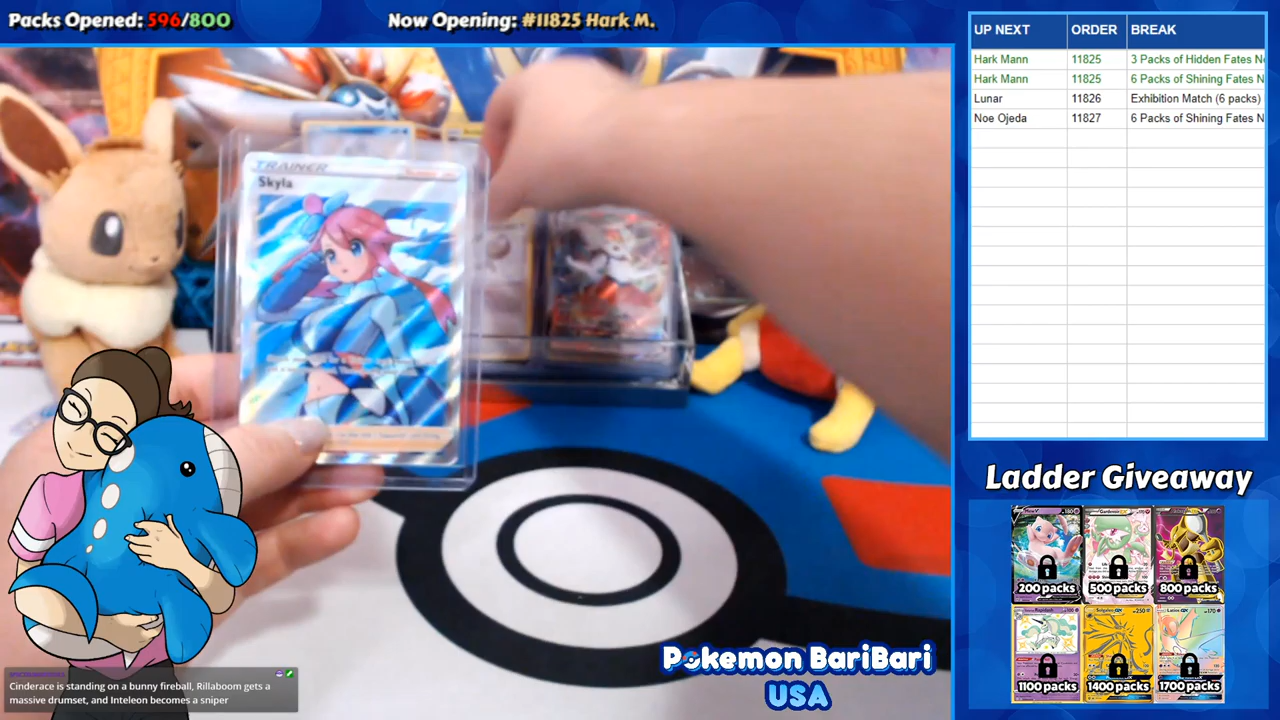 Packs Opened: 596/800
Now Opening: #11825 Hark M.
UP NEXT ORDER BREAK
Hark Mann 11825 3 Packs of Hidden Fates N
Hark Mann 11825 6 Packs of Shining Fates N
Lunar 11826 Exhibition Match (6 packs)
Noe Ojeda 11827 6 Packs of Shining Fates N
TRAINER
Skyla
Ladder Giveaway
200 packs
500 packs
800 packs
1100 packs
1400 packs
1700 packs
Pokemon BariBari
USA
Cinderace is standing on a bunny fireball, Rillaboom gets a
massive drumset, and Inteleon becomes a sniper